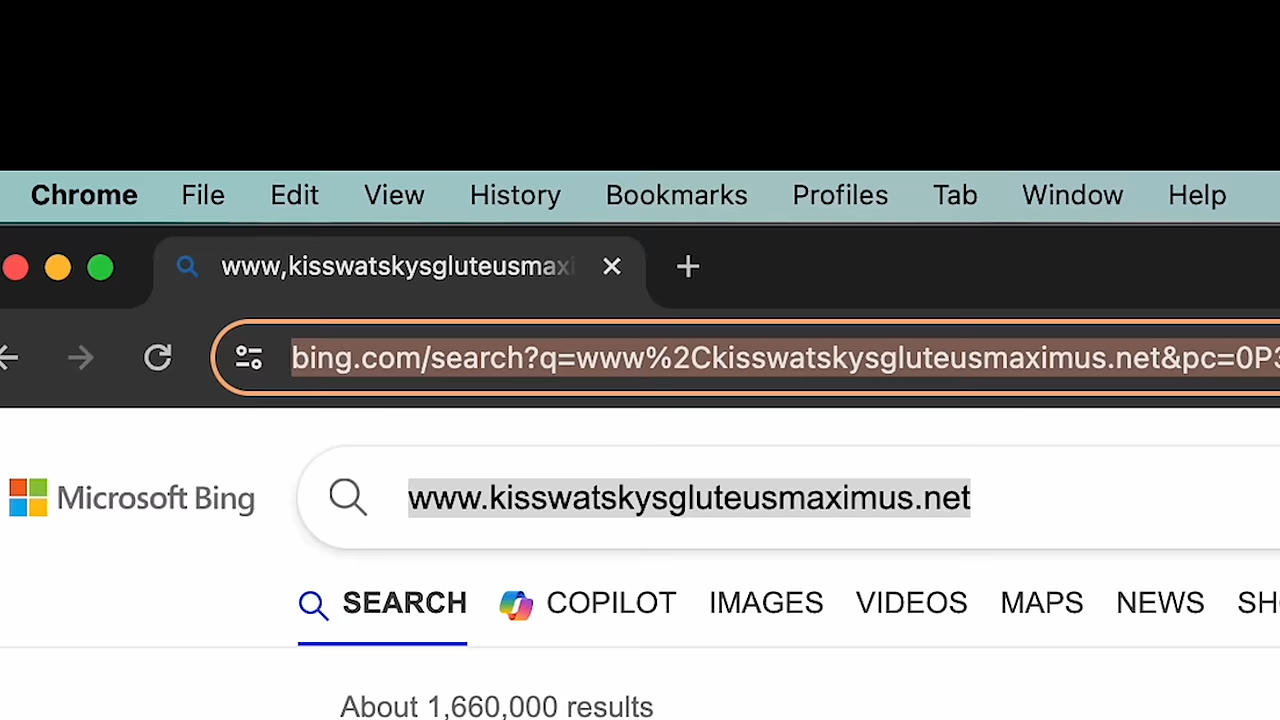 Chrome File Edit View History Bookmarks Profiles Tab Window Help
www,kisswatskysgluteusmaxi
bing.com/search?q=www%2Ckisswatskysgluteusmaximus.net&pc=0P3
Microsoft Bing www.kisswatskysgluteusmaximus.net
SEARCH COPILOT IMAGES VIDEOS MAPS NEWS SH
About 1,660,000 results